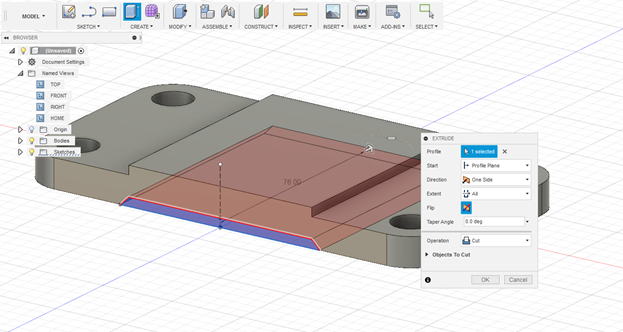 MODEL
SKETCH
CREATE
MODIFY
ASSEMBLE
CONSTRUCT
INSPECT
INSERT
MAKE
ADD-INS
SELECT
BROWSER
(Unsaved)
Document Settings
Named Views
TOP
FRONT
RIGHT
HOME
Origin
Bodies
Sketches
76.00
EXTRUDE
Profile 1 selected
Start Profile Plane
Direction One Side
Extent All
Flip
Taper Angle 0.0 deg
Operation Cut
Objects To Cut
OK Cancel